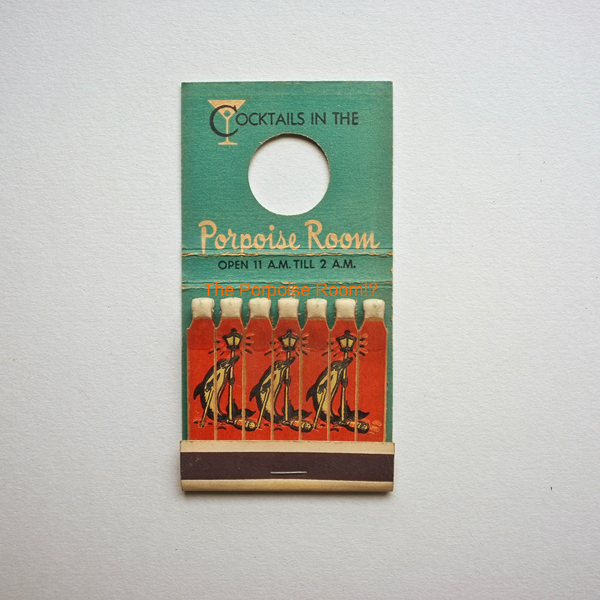 COCKTAILS IN THE
Porpoise Room
OPEN 11 A.M. TILL 2 A.M.
The Porpoise Room!?